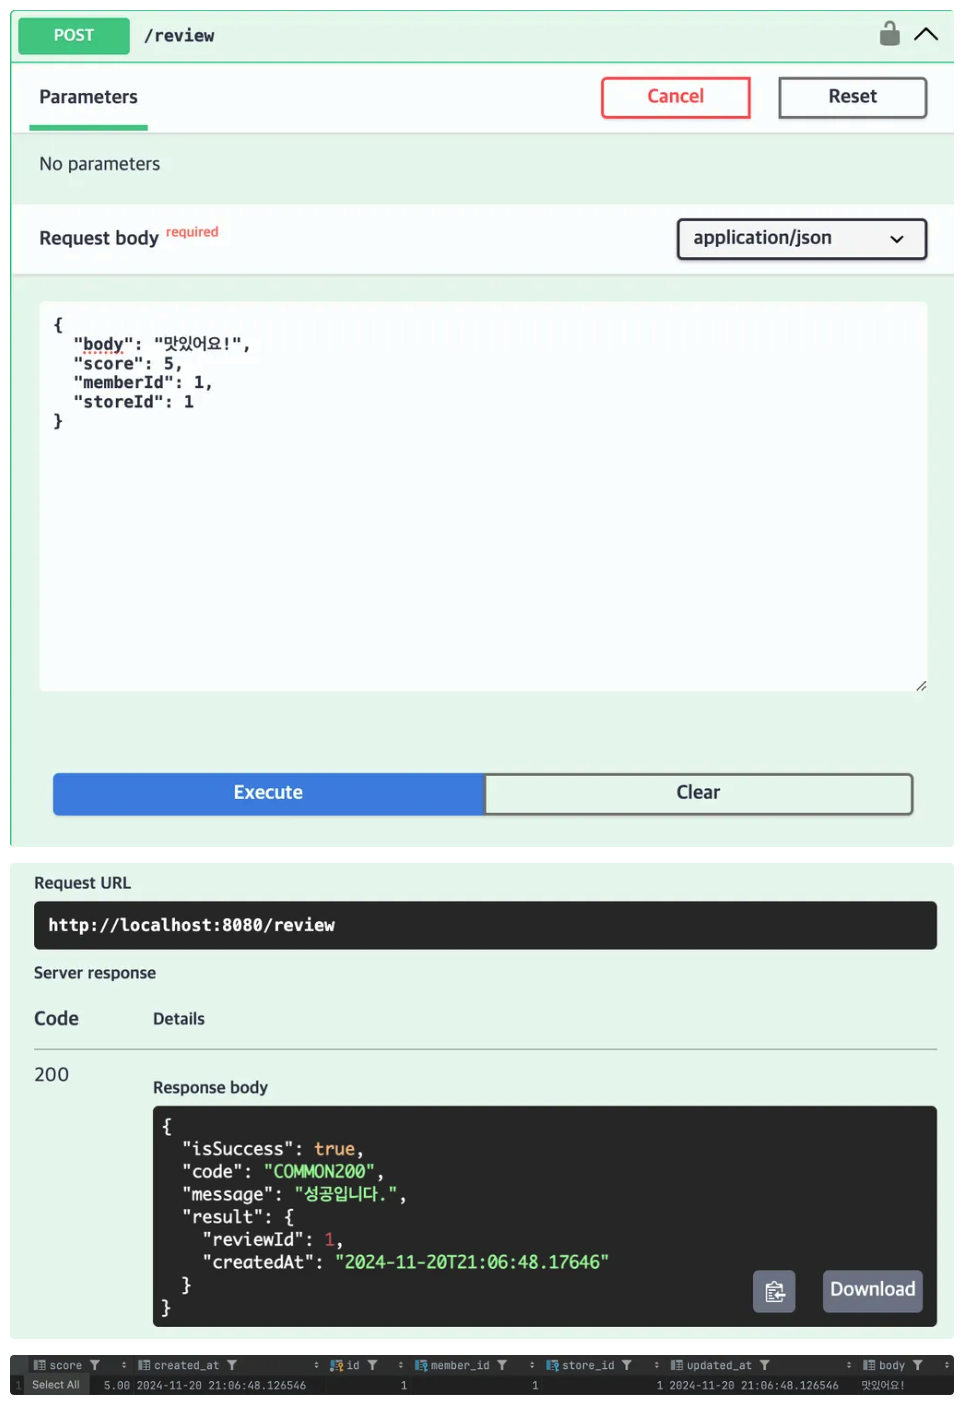 POST /review
Parameters Cancel Reset
No parameters
Request body required application/json
{
"body": "맛있어요!",
"score": 5,
"memberId": 1,
"storeId": 1
}
Execute Clear
Request URL
http://localhost:8080/review
Server response
Code Details
200
Response body
{
"isSuccess": true,
"code": "COMMON200",
"message": "성공입니다.",
"result": {
"reviewId": 1,
"createdAt": "2024-11-20T21:06:48.17646"
}
}
Download
score created_at id member_id store_id updated_at body
1 Select All 5.00 2024-11-20 21:06:48.126546 1 1 1 2024-11-20 21:06:48.126546 맛있어요!